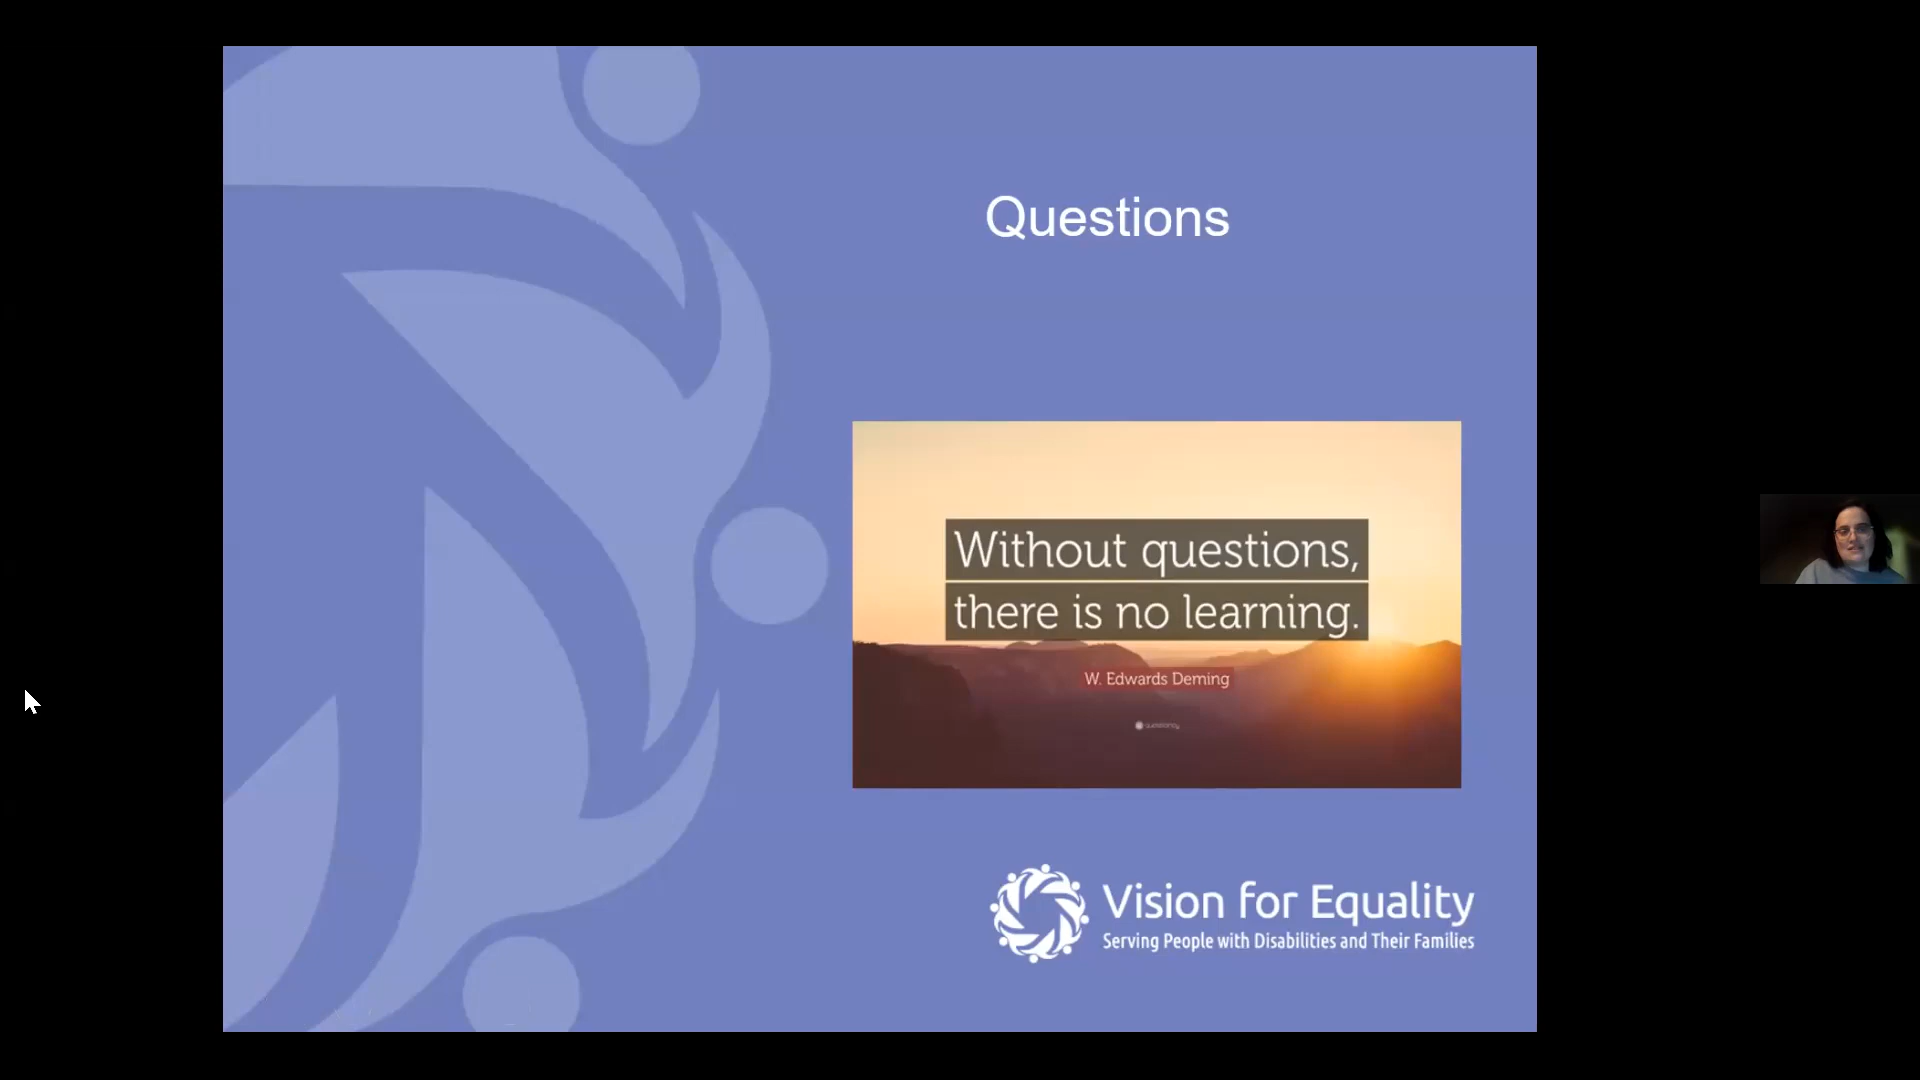 Questions
Without questions,
there is no learning.
W. Edwards Deming
Vision for Equality
Serving People with Disabilities and Their Families